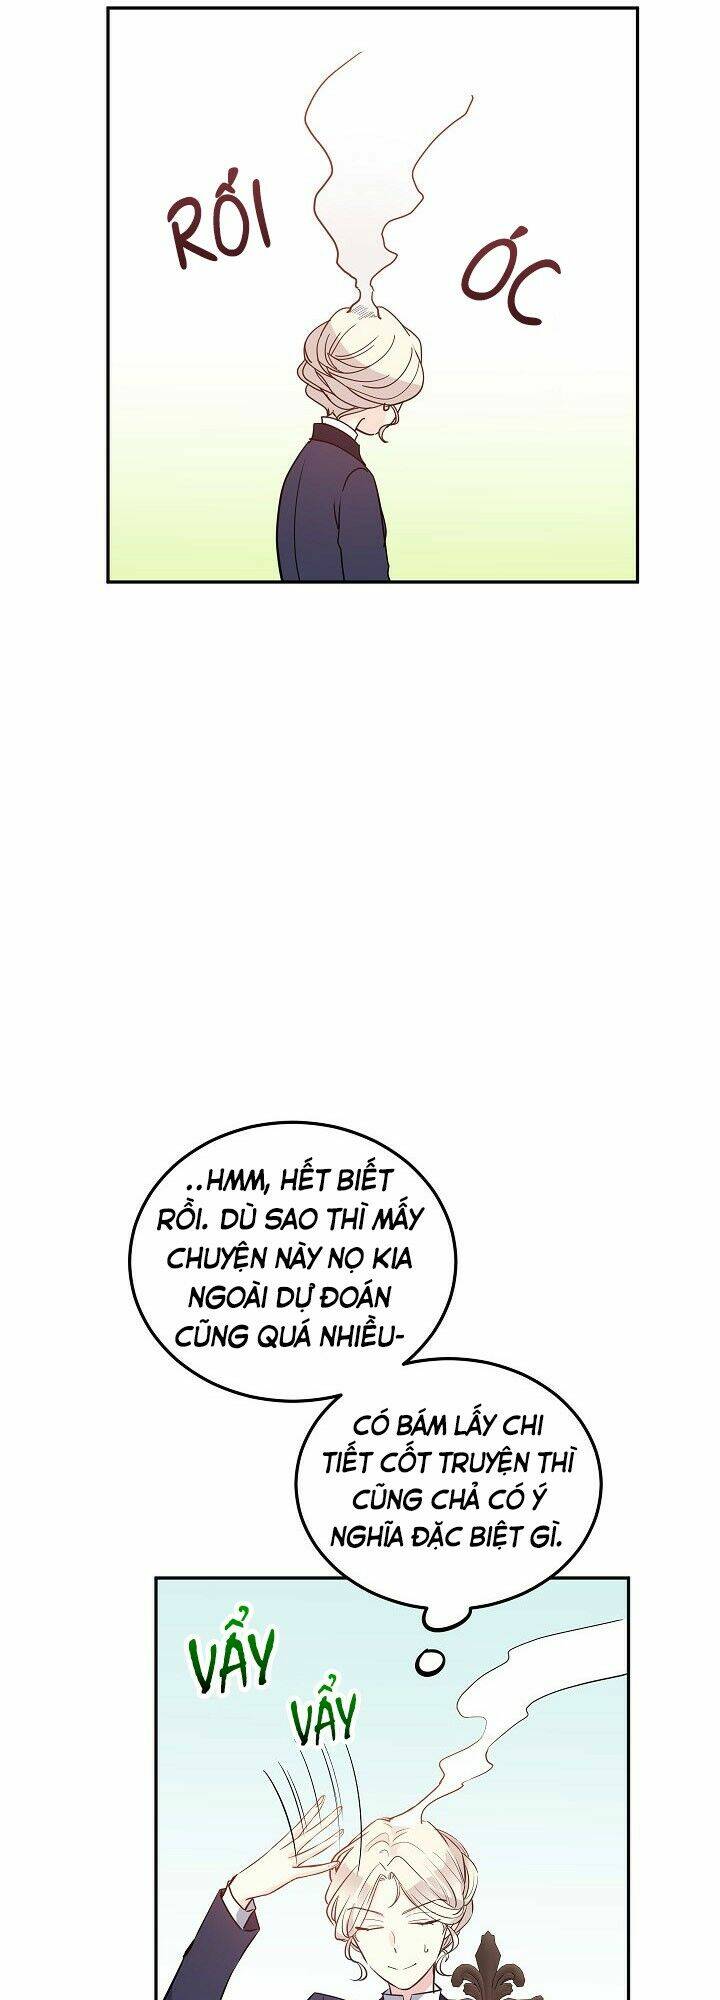 RỐI
ÓC
..HMM, HẾT BIẾT
RỒI. DÙ SAO THÌ MẤY
CHUYỆN NÀY NỌ KIA
NGOÀI DỰ ĐOÁN
CŨNG QUÁ NHIỀU-
CÓ BÁM LẤY CHI
TIẾT CỐT TRUYỆN THÌ
CŨNG CHẢ CÓ Ý
NGHĨA ĐẶC BIỆT GÌ.
VẨY
VẨY